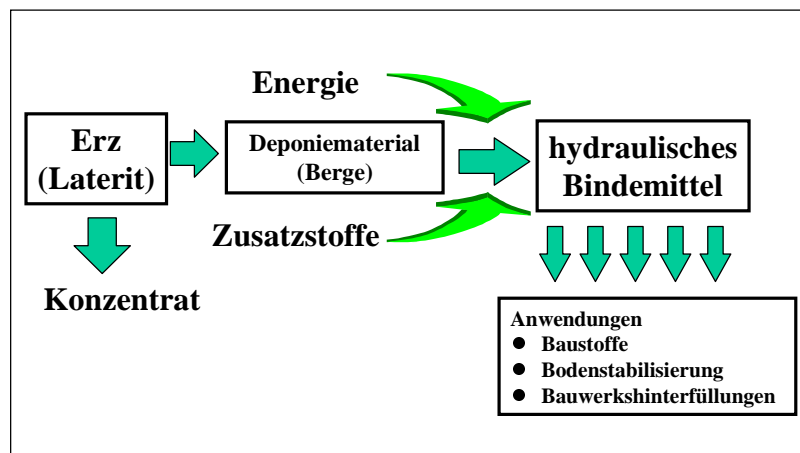 Energie
Erz
(Laterit)
Deponiematerial
(Berge)
hydraulisches
Bindemittel
Zusatzstoffe
Konzentrat
Anwendungen
● Baustoffe
● Bodenstabilisierung
● Bauwerkshinterfüllungen